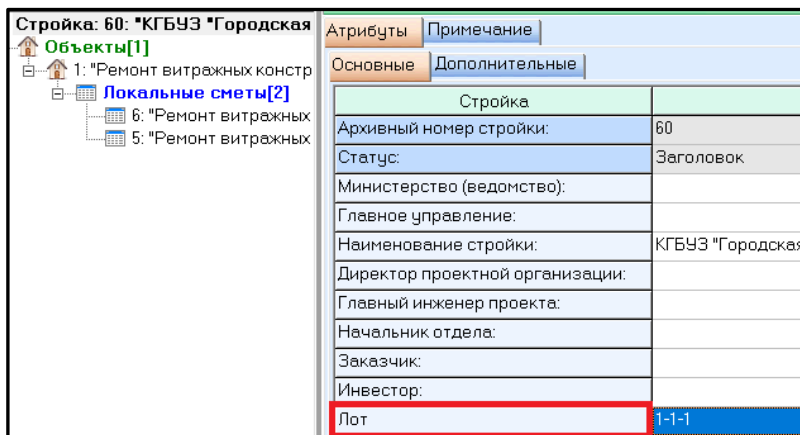 Стройка: 60: "КГБУЗ "Городская
Объекты[1]
1: "Ремонт витражных констр
Локальные сметы[2]
6: "Ремонт витражных
5: "Ремонт витражных
Атрибуты Примечание
Основные Дополнительные
Стройка
Архивный номер стройки: 60
Статус: Заголовок
Министерство (ведомство):
Главное управление:
Наименование стройки: КГБУЗ "Городская
Директор проектной организации:
Главный инженер проекта:
Начальник отдела:
Заказчик:
Инвестор:
Лот 1-1-1